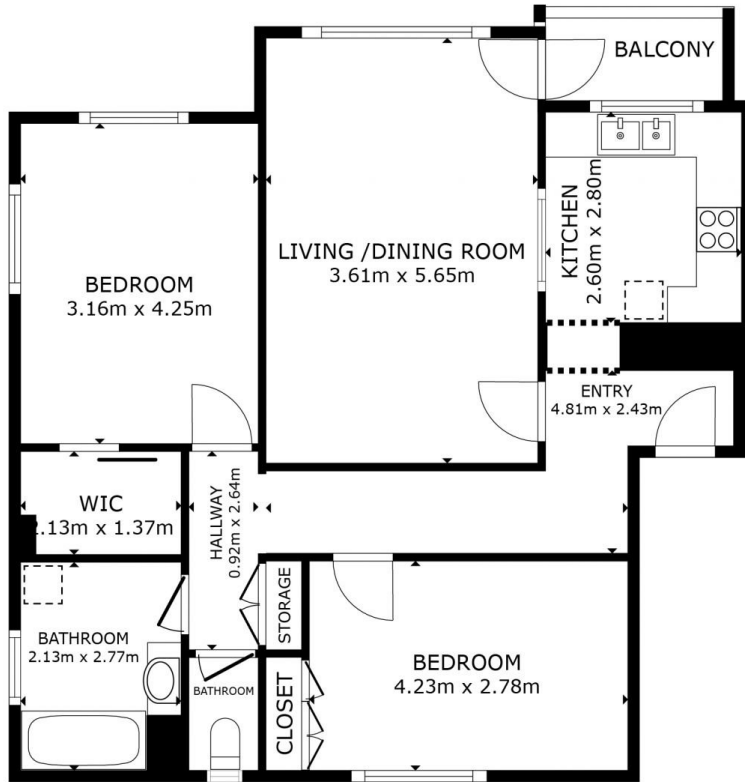 BALCONY
LIVING /DINING ROOM
3.61m x 5.65m
KITCHEN
2.60m x 2.80m
BEDROOM
3.16m x 4.25m
ENTRY
4.81m x 2.43m
WIC
2.13m x 1.37m
HALLWAY
0.92m x 2.64m
STORAGE
BATHROOM
2.13m x 2.77m
BATHROOM
CLOSET
BEDROOM
4.23m x 2.78m